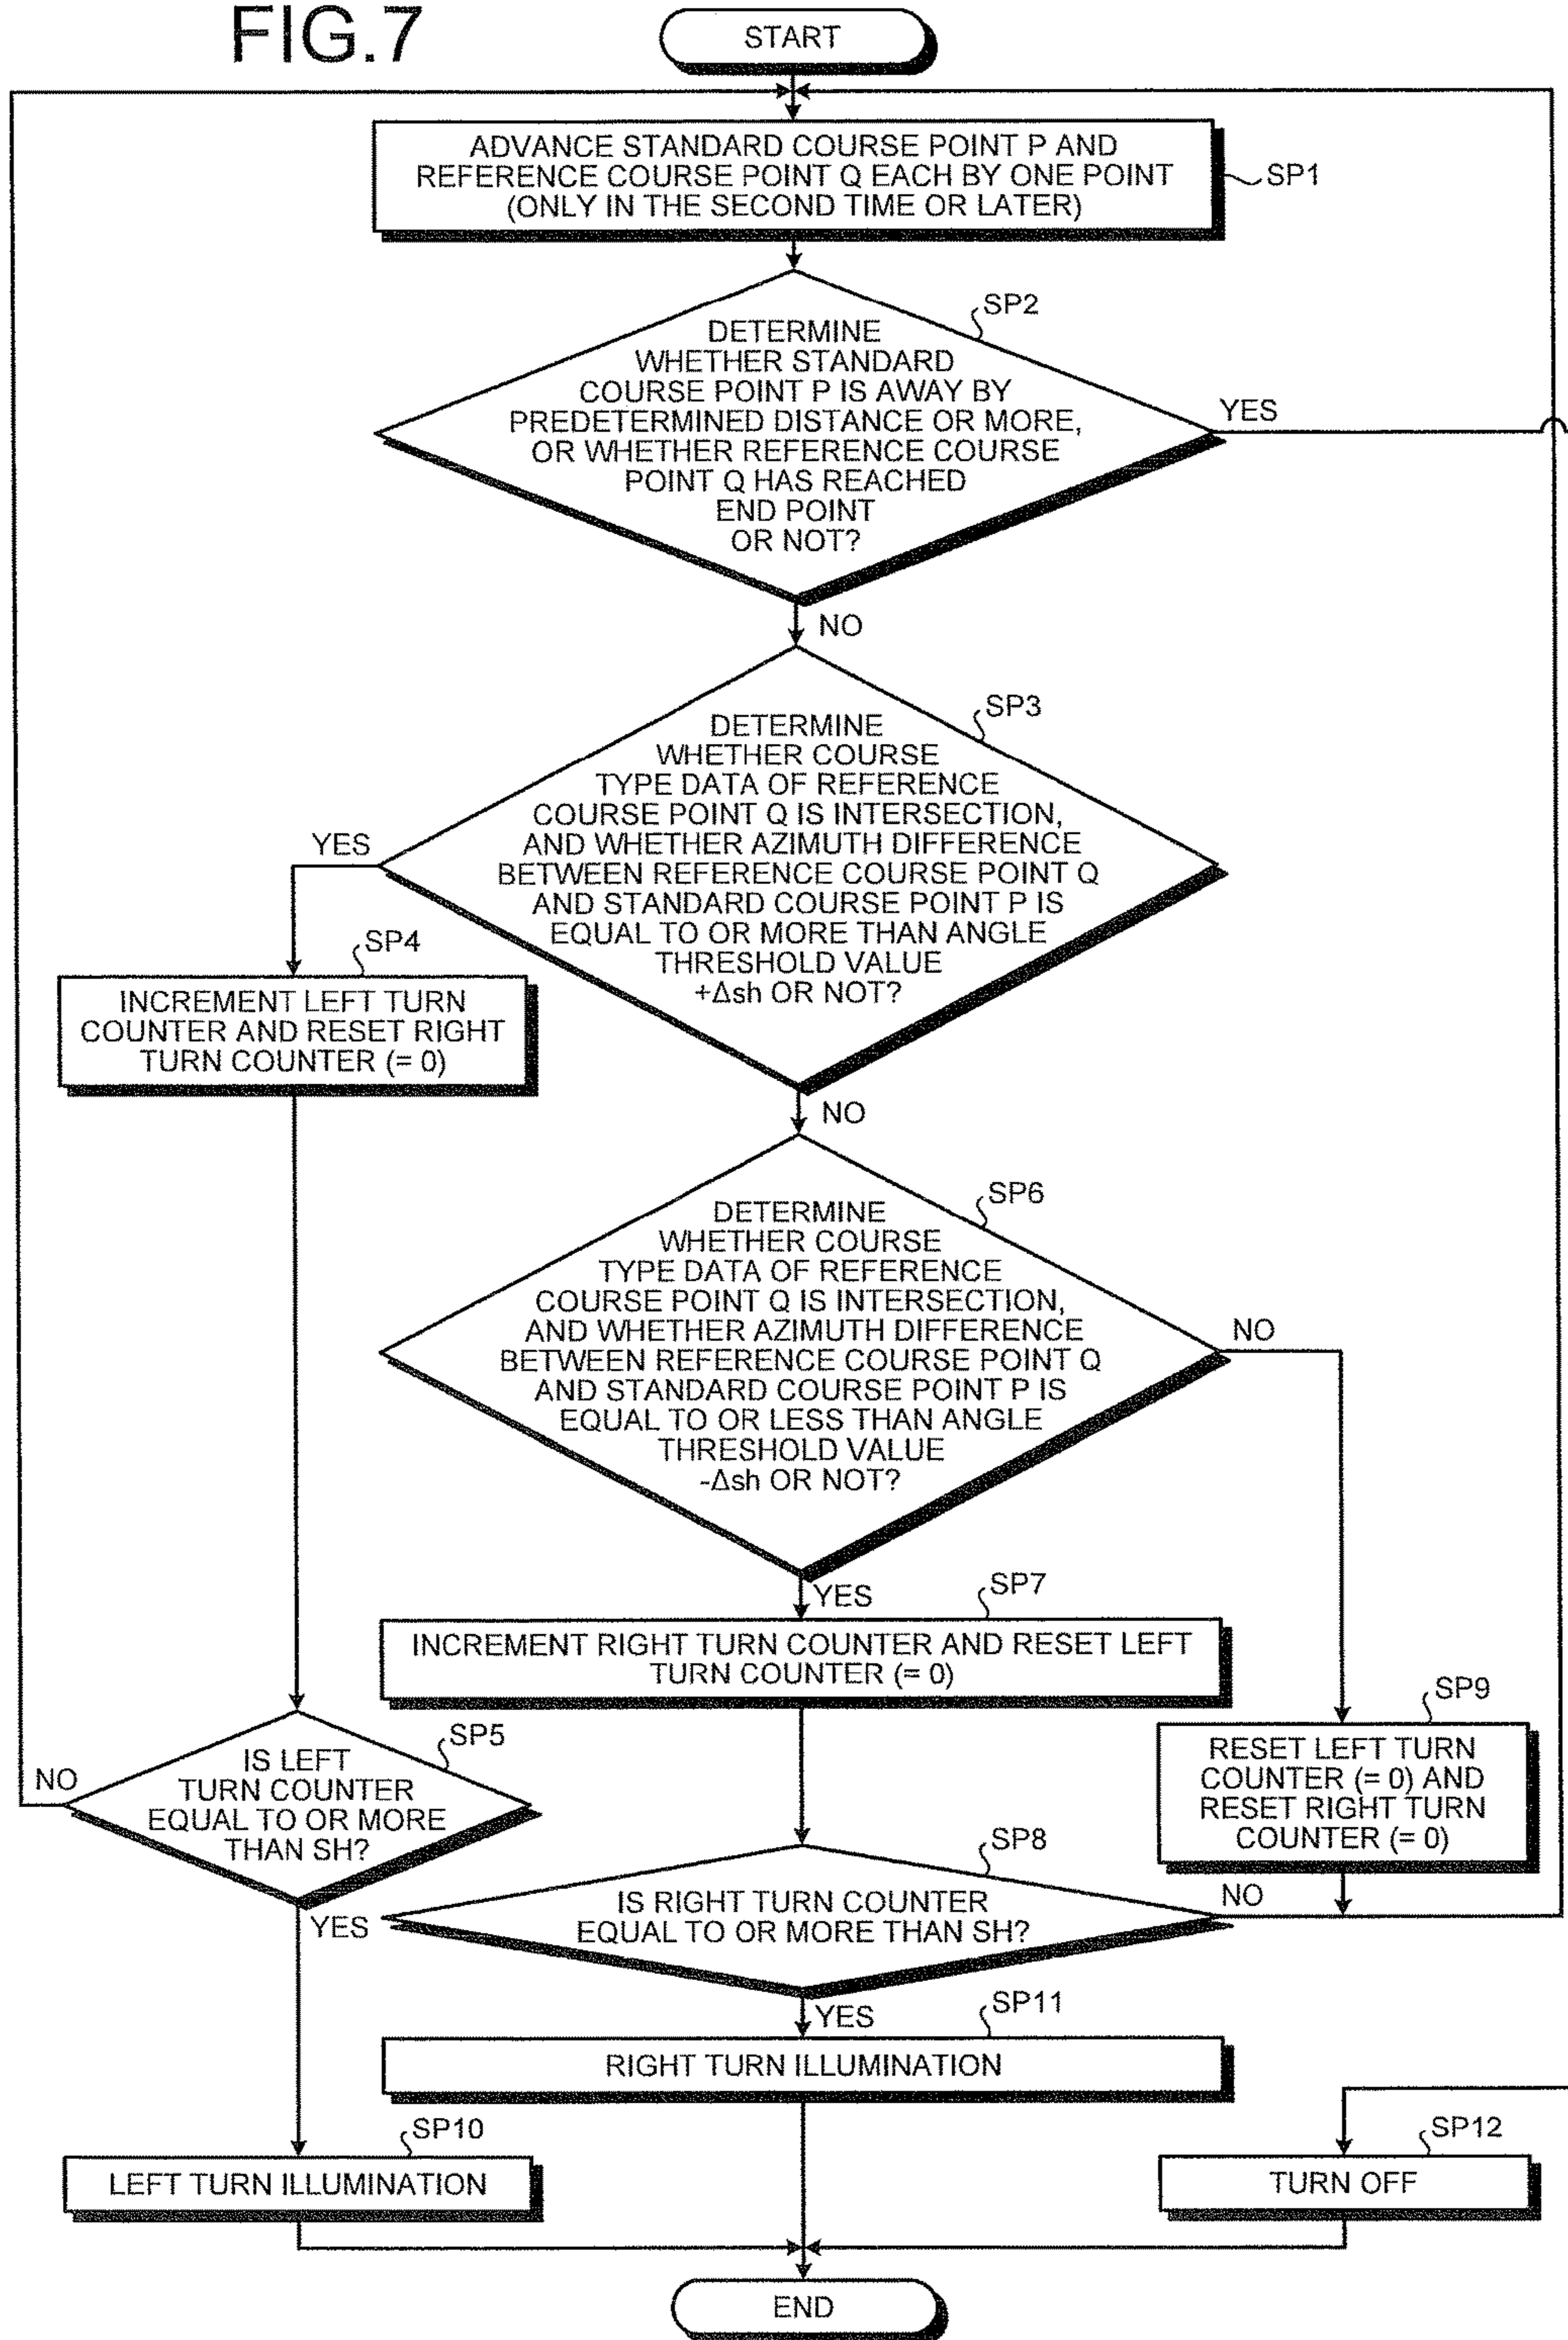 FIG.7
START
ADVANCE STANDARD COURSE POINT P AND
REFERENCE COURSE POINT Q EACH BY ONE POINT
(ONLY IN THE SECOND TIME OR LATER)
SP1
SP2
DETERMINE
WHETHER STANDARD
COURSE POINT P IS AWAY BY
PREDETERMINED DISTANCE OR MORE,
OR WHETHER REFERENCE COURSE
POINT Q HAS REACHED
END POINT
OR NOT?
YES
NO
SP3
DETERMINE
WHETHER COURSE
TYPE DATA OF REFERENCE
COURSE POINT Q IS INTERSECTION,
AND WHETHER AZIMUTH DIFFERENCE
BETWEEN REFERENCE COURSE POINT Q
AND STANDARD COURSE POINT P IS
EQUAL TO OR MORE THAN ANGLE
THRESHOLD VALUE
+Δsh OR NOT?
YES
SP4
INCREMENT LEFT TURN
COUNTER AND RESET RIGHT
TURN COUNTER (= 0)
NO
SP6
DETERMINE
WHETHER COURSE
TYPE DATA OF REFERENCE
COURSE POINT Q IS INTERSECTION,
AND WHETHER AZIMUTH DIFFERENCE
BETWEEN REFERENCE COURSE POINT Q
AND STANDARD COURSE POINT P IS
EQUAL TO OR LESS THAN ANGLE
THRESHOLD VALUE
-Δsh OR NOT?
NO
YES
SP7
INCREMENT RIGHT TURN COUNTER AND RESET LEFT
TURN COUNTER (= 0)
SP9
RESET LEFT TURN
COUNTER (= 0) AND
RESET RIGHT TURN
COUNTER (= 0)
SP5
IS LEFT
TURN COUNTER
EQUAL TO OR MORE
THAN SH?
NO
YES
SP8
IS RIGHT TURN COUNTER
EQUAL TO OR MORE THAN SH?
NO
YES
SP11
RIGHT TURN ILLUMINATION
SP10
LEFT TURN ILLUMINATION
SP12
TURN OFF
END